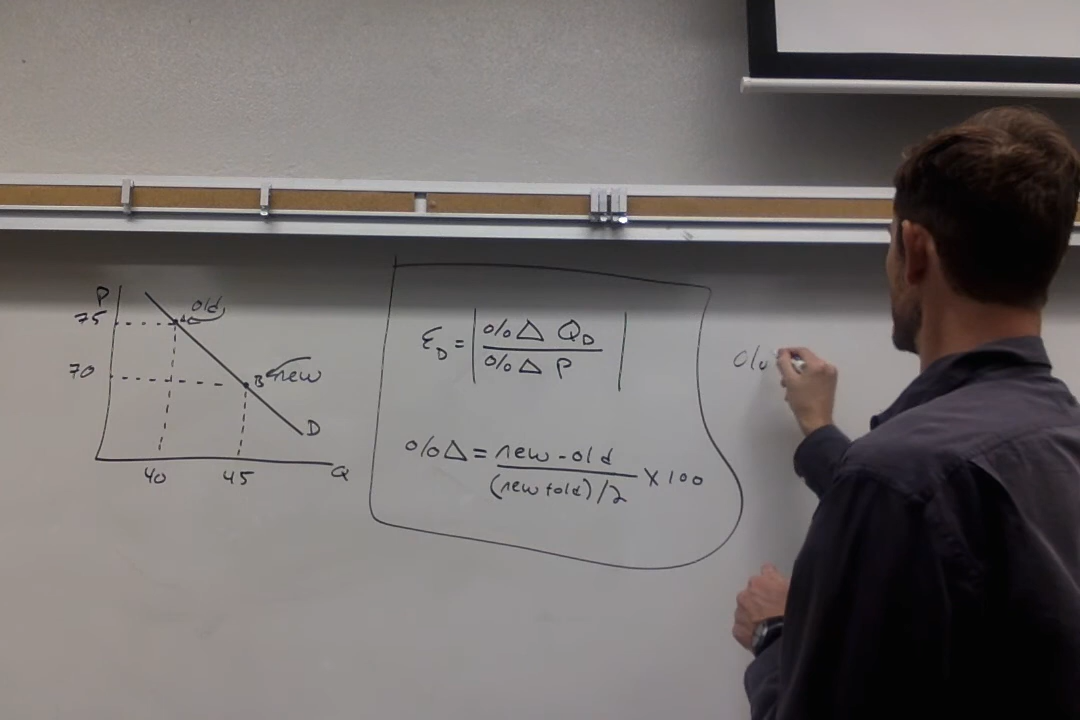 P
75
70
old
A
B
new
D
40
45
Q
ε_D = | %Δ Q_D / %Δ P |
%Δ = new - old / (new + old)/2 × 100
%